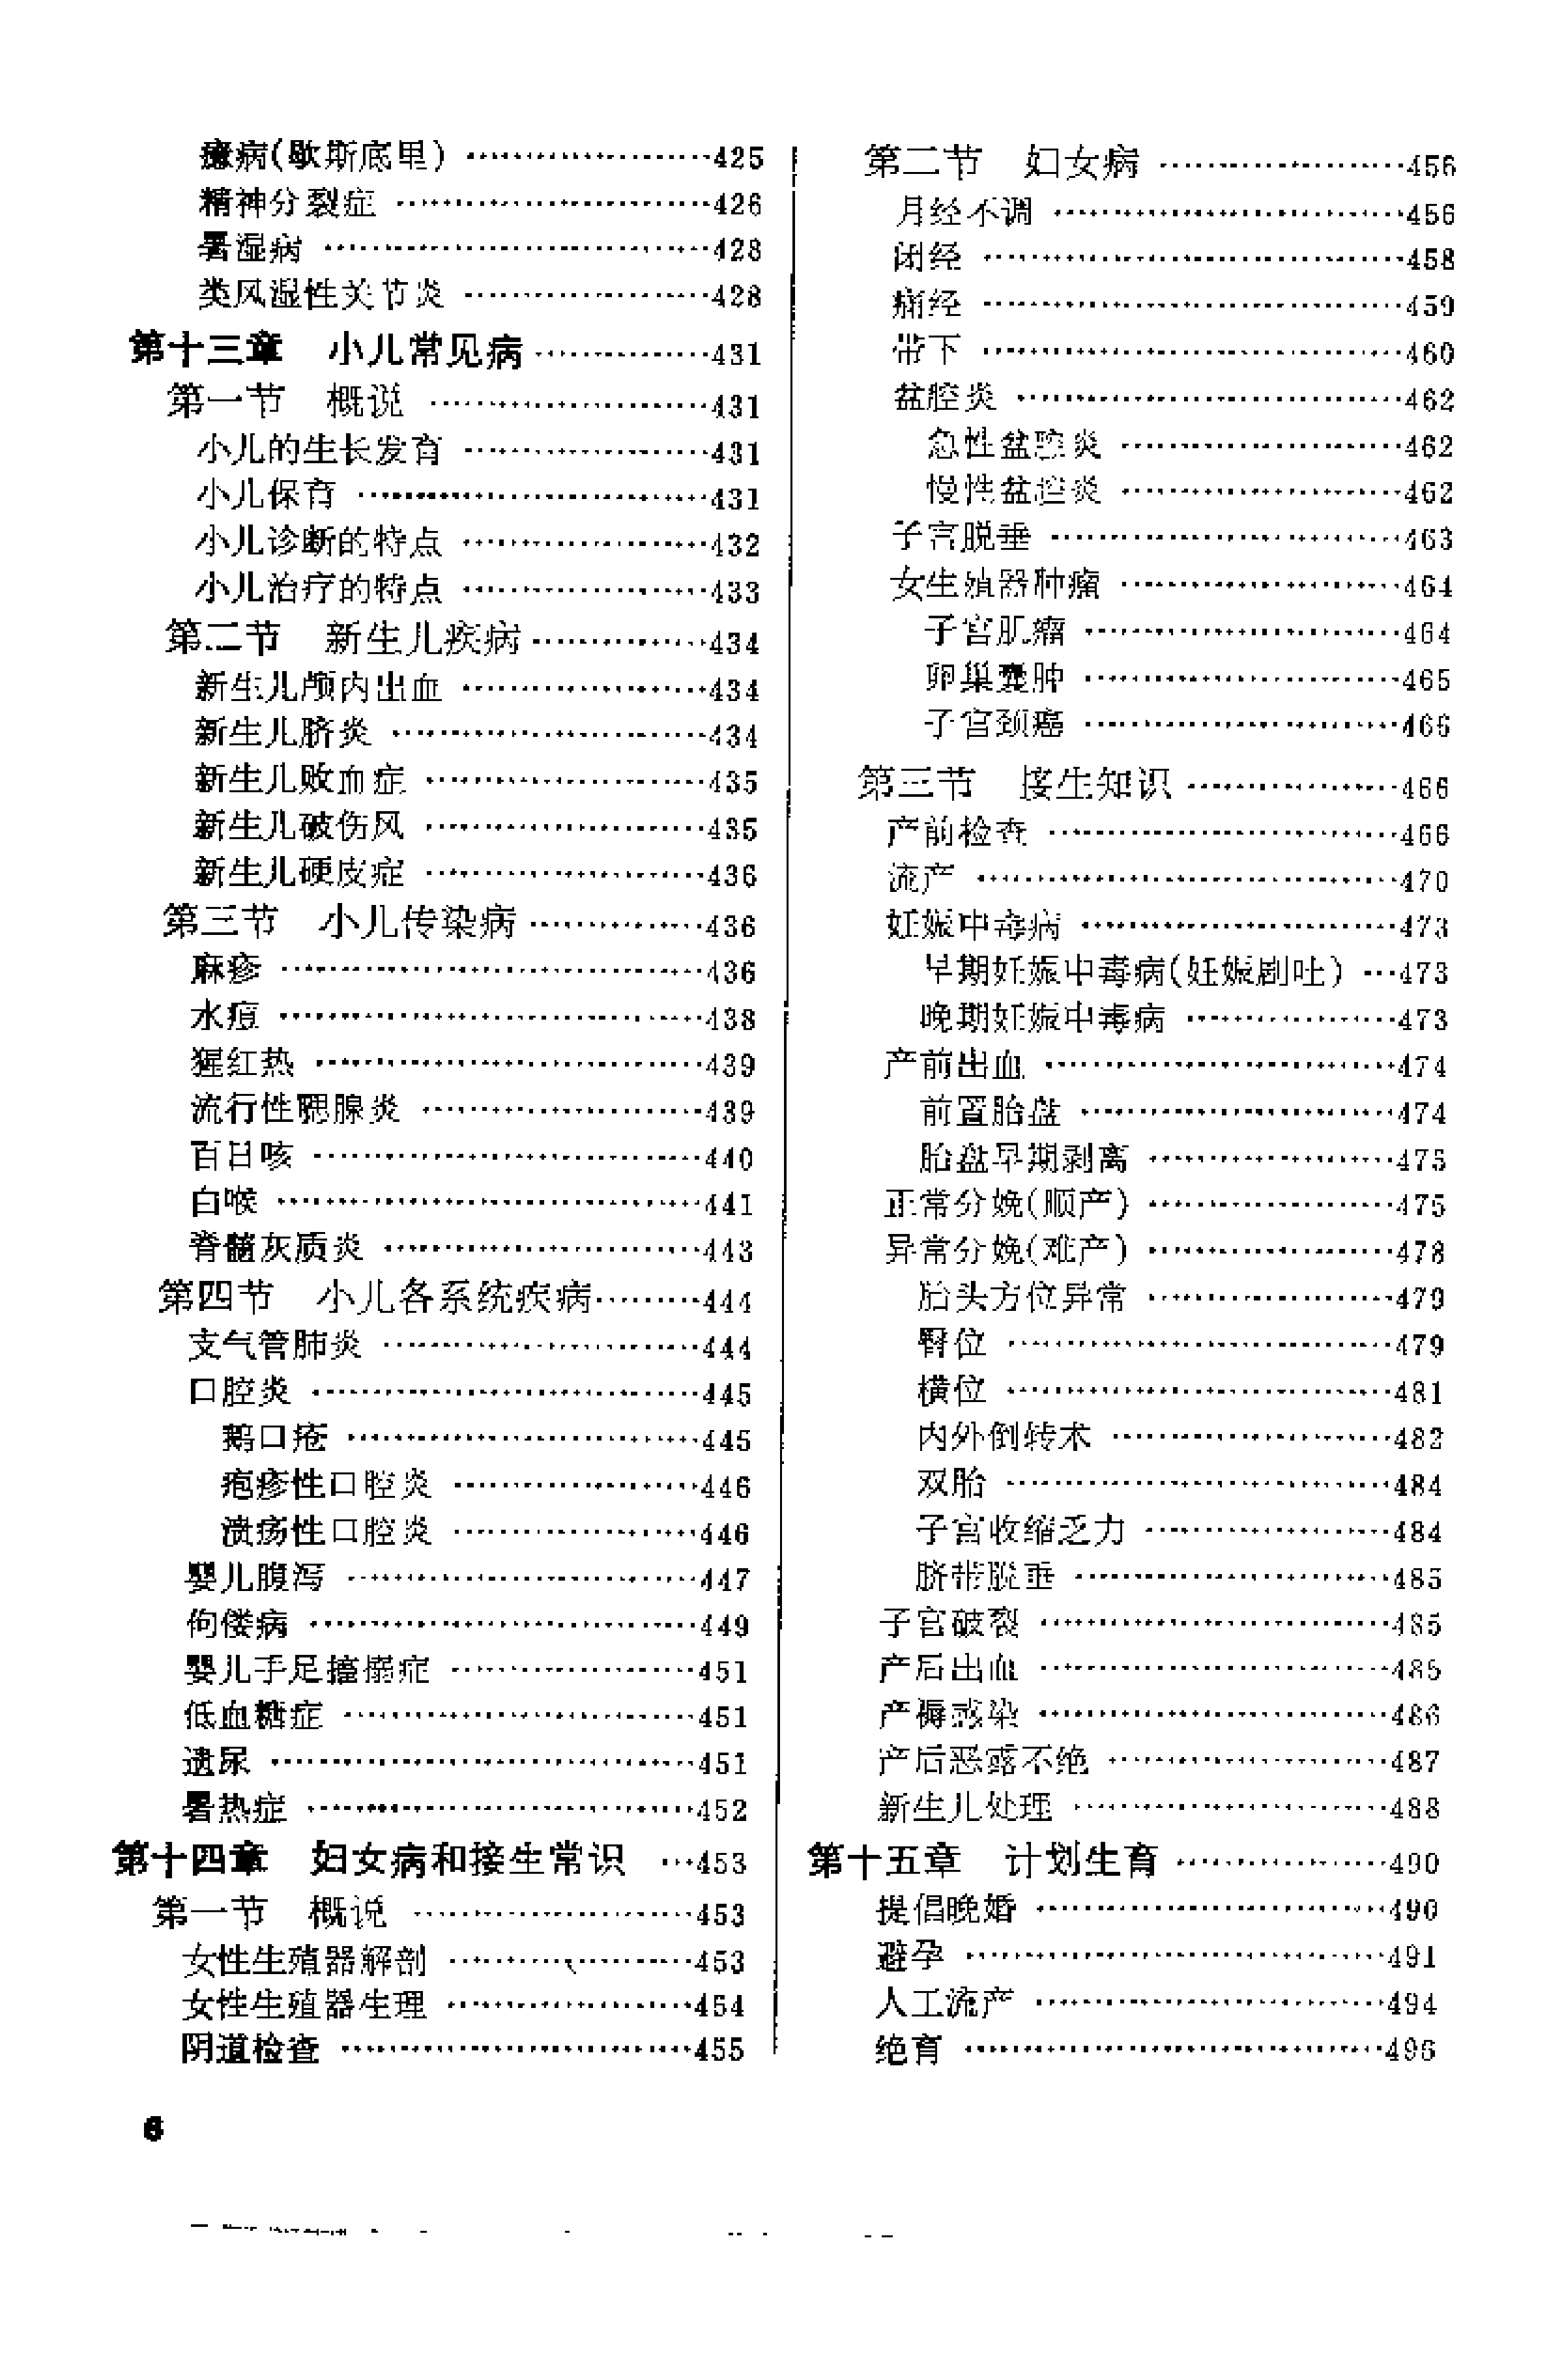 癔病(歇斯底里) ……425
精神分裂症 ……426
暑湿病 ……428
类风湿性关节炎 ……428
第十三章 小儿常见病 ……431
第一节 概说 ……431
小儿的生长发育 ……431
小儿保育 ……431
小儿诊断的特点 ……432
小儿治疗的特点 ……433
第二节 新生儿疾病 ……434
新生儿颅内出血 ……434
新生儿脐炎 ……434
新生儿败血症 ……435
新生儿破伤风 ……435
新生儿硬皮症 ……436
第三节 小儿传染病 ……436
麻疹 ……436
水痘 ……438
猩红热 ……439
流行性腮腺炎 ……439
百日咳 ……440
白喉 ……441
脊髓灰质炎 ……443
第四节 小儿各系统疾病 ……444
支气管肺炎 ……444
口腔炎 ……445
鹅口疮 ……445
疱疹性口腔炎 ……446
溃疡性口腔炎 ……446
婴儿腹泻 ……447
佝偻病 ……449
婴儿手足搐搦症 ……451
低血糖症 ……451
遗尿 ……451
暑热症 ……452
第十四章 妇女病和接生常识 …453
第一节 概说 ……453
女性生殖器解剖 ……453
女性生殖器生理 ……454
阴道检查 ……455
第二节 妇女病 ……456
月经不调 ……456
闭经 ……458
痛经 ……459
带下 ……460
盆腔炎 ……462
急性盆腔炎 ……462
慢性盆腔炎 ……462
子宫脱垂 ……463
女生殖器肿瘤 ……464
子宫肌瘤 ……464
卵巢囊肿 ……465
子宫颈癌 ……466
第三节 接生知识 ……466
产前检查 ……466
流产 ……470
妊娠中毒病 ……473
早期妊娠中毒病(妊娠剧吐) …473
晚期妊娠中毒病 ……473
产前出血 ……474
前置胎盘 ……474
胎盘早期剥离 ……475
正常分娩(顺产) ……475
异常分娩(难产) ……478
胎头方位异常 ……479
臀位 ……479
横位 ……481
内外倒转术 ……482
双胎 ……484
子宫收缩乏力 ……484
脐带脱垂 ……485
子宫破裂 ……485
产后出血 ……485
产褥感染 ……486
产后恶露不绝 ……487
新生儿处理 ……488
第十五章 计划生育 ……490
提倡晚婚 ……490
避孕 ……491
人工流产 ……494
绝育 ……496
6